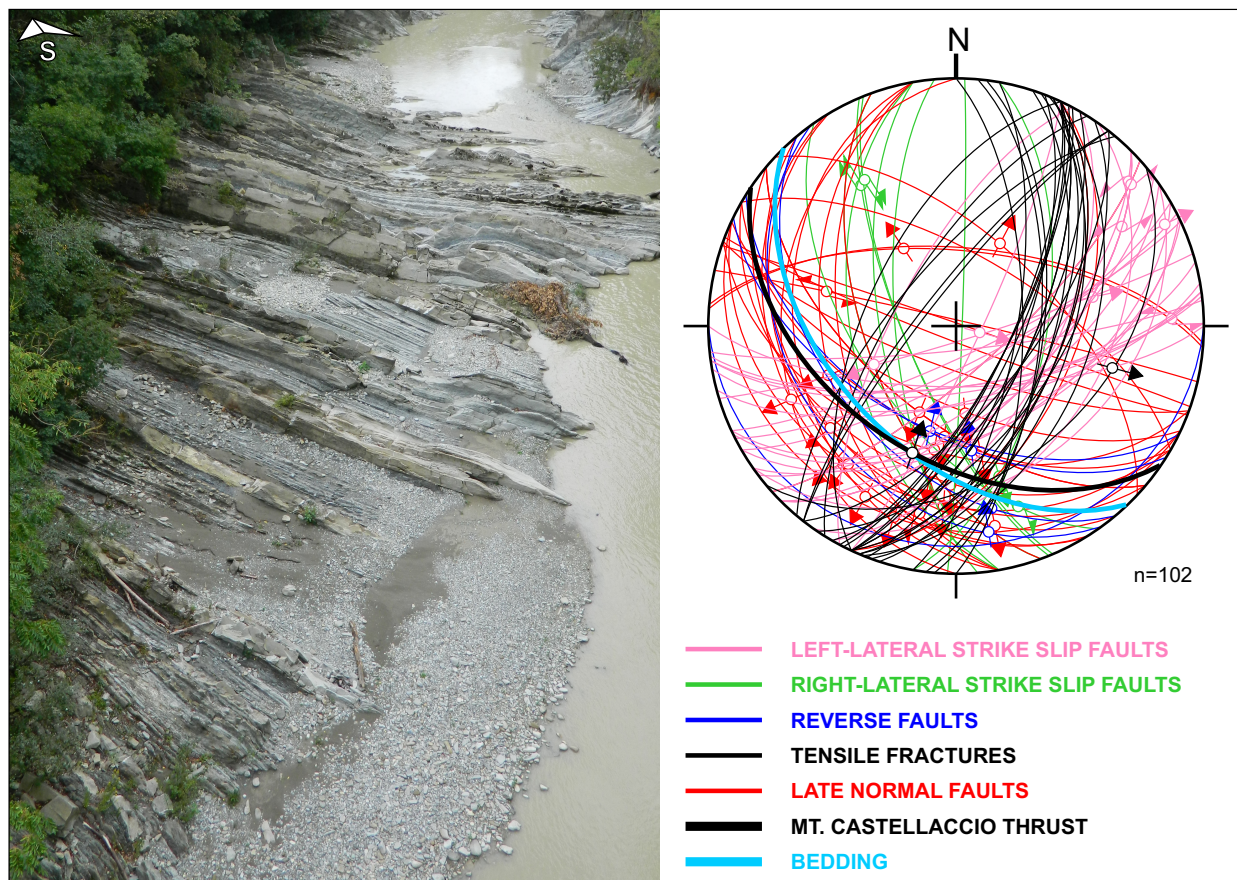 S
N
n=102
LEFT-LATERAL STRIKE SLIP FAULTS
RIGHT-LATERAL STRIKE SLIP FAULTS
REVERSE FAULTS
TENSILE FRACTURES
LATE NORMAL FAULTS
MT. CASTELLACCIO THRUST
BEDDING